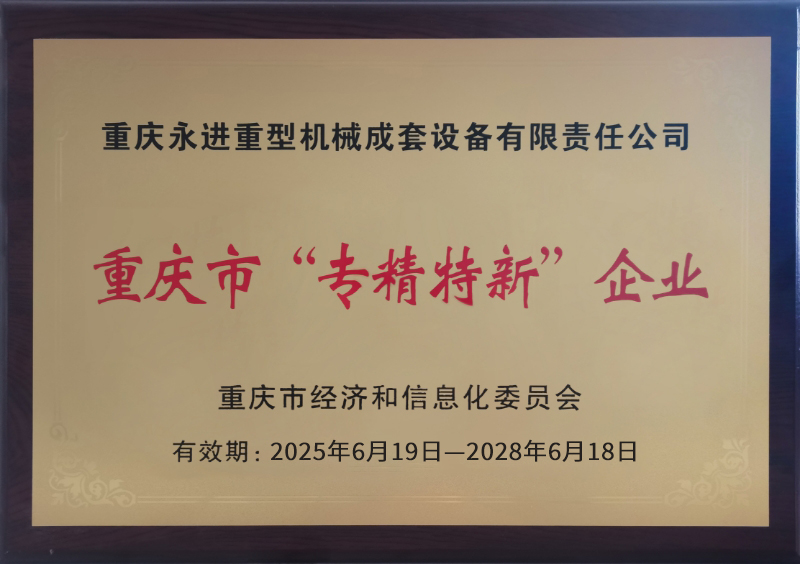 重庆永进重型机械成套设备有限责任公司
重庆市“专精特新”企业
重庆市经济和信息化委员会
有效期：2025年6月19日—2028年6月18日